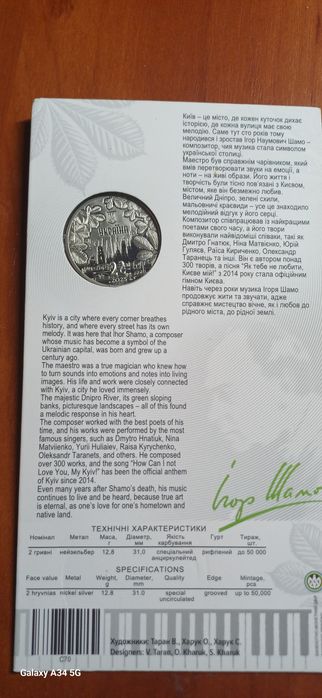 Київ – це місто, де кожен куточок дихає
історією, де кожна вулиця має свою
мелодію. Саме тут сто років тому
народився і зростав Ігор Наумович Шамо –
композитор, чия музика стала символом
української столиці.
Маестро був справжнім чарівником, який
вмів перетворювати звуки на емоції, а
ноти – на живі образи. Його життя і
творчість були тісно пов'язані з Києвом,
містом, яке він безмежно любив.
Величний Дніпро, зелені схили,
мальовничі краєвиди – усе це знаходило
мелодійний відгук у його серці.
Композитор співпрацював із найкращими
поетами свого часу, а його твори
виконували найвідоміші співаки, такі як
Дмитро Гнатюк, Ніна Матвієнко, Юрій
Гуляєв, Раїса Кириченко, Олександр
Таранець та інші. Він є автором понад
300 творів, а пісня "Як тебе не любити,
Києве мій!" з 2014 року стала офіційним
гімном Києва.
Навіть через роки музика Ігоря Шамо
продовжує жити та звучати, адже
справжнє мистецтво вічне, як і любов до
рідного міста, до рідної землі.
УКРАЇНА
2
2025
Kyiv is a city where every corner breathes
history, and where every street has its own
melody. It was here that Ihor Shamo, a
composer whose music has become a symbol of the
Ukrainian capital, was born and grew up a
century ago.
The maestro was a true magician who knew how
to turn sounds into emotions and notes into living
images. His life and work were closely connected
with Kyiv, a city he loved immensely.
The majestic Dnipro River, its green sloping
banks, picturesque landscapes – all of this found
a melodic response in his heart.
The composer worked with the best poets of his
time, and his works were performed by the most
famous singers, such as Dmytro Hnatiuk, Nina
Matviienko, Yurii Huliaiev, Raisa Kyrychenko,
Oleksandr Taranets, and others. He composed
over 300 works, and the song "How Can I not
Love You, My Kyiv!" has been the official anthem
of Kyiv since 2014.
Even many years after Shamo's death, his music
continues to live and be heard, because true art
is eternal, as one's love for one's hometown and
native land.
Ігор Шамо
ТЕХНІЧНІ ХАРАКТЕРИСТИКИ
Номінал Метал Маса, г Діаметр, мм Якість карбування Гурт Тираж, шт.
2 гривні нейзильбер 12,8 31,0 спеціальний анциркулейтед рифлений до 50 000
SPECIFICATIONS
Face value Metal Weight, g Diameter, mm Quality Edge Mintage, pcs
2 hryvnias nickel silver 12.8 31.0 special uncirculated grooved up to 50,000
Художники: Таран В., Харук О., Харук С.
Designers: V. Taran, O. Kharuk, S. Kharuk
C70
Galaxy A34 5G